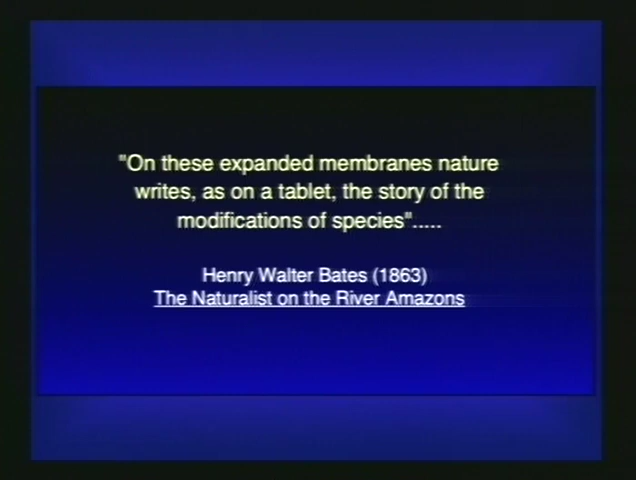 "On these expanded membranes nature
writes, as on a tablet, the story of the
modifications of species".....
Henry Walter Bates (1863)
The Naturalist on the River Amazons